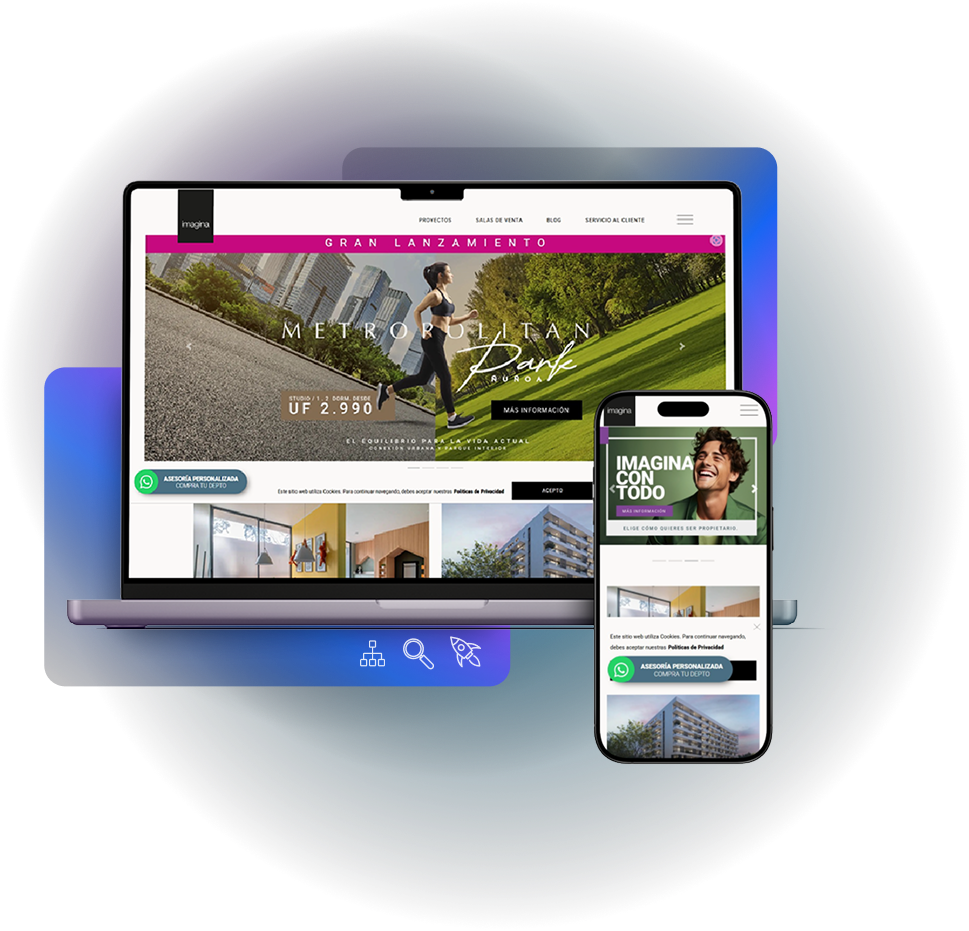 imagina
PROYECTOS SALAS DE VENTA BLOG SERVICIO AL CLIENTE
GRAN LANZAMIENTO
METROPOLITAN
Park
ÑUÑOA
STUDIO / 1, 2 DORM. DESDE
UF 2.990
MÁS INFORMACIÓN
EL EQUILIBRIO PARA LA VIDA ACTUAL
CONEXIÓN URBANA Y PARQUE INTERIOR
ASESORÍA PERSONALIZADA
COMPRA TU DEPTO
Este sitio web utiliza Cookies. Para continuar navegando, debes aceptar nuestras Políticas de Privacidad
ACEPTO
imagina
IMAGINA
CON
TODO
MÁS INFORMACIÓN
ELIGE CÓMO QUIERES SER PROPIETARIO.
Este sitio web utiliza Cookies. Para continuar navegando,
debes aceptar nuestras Políticas de Privacidad
ASESORÍA PERSONALIZADA
COMPRA TU DEPTO